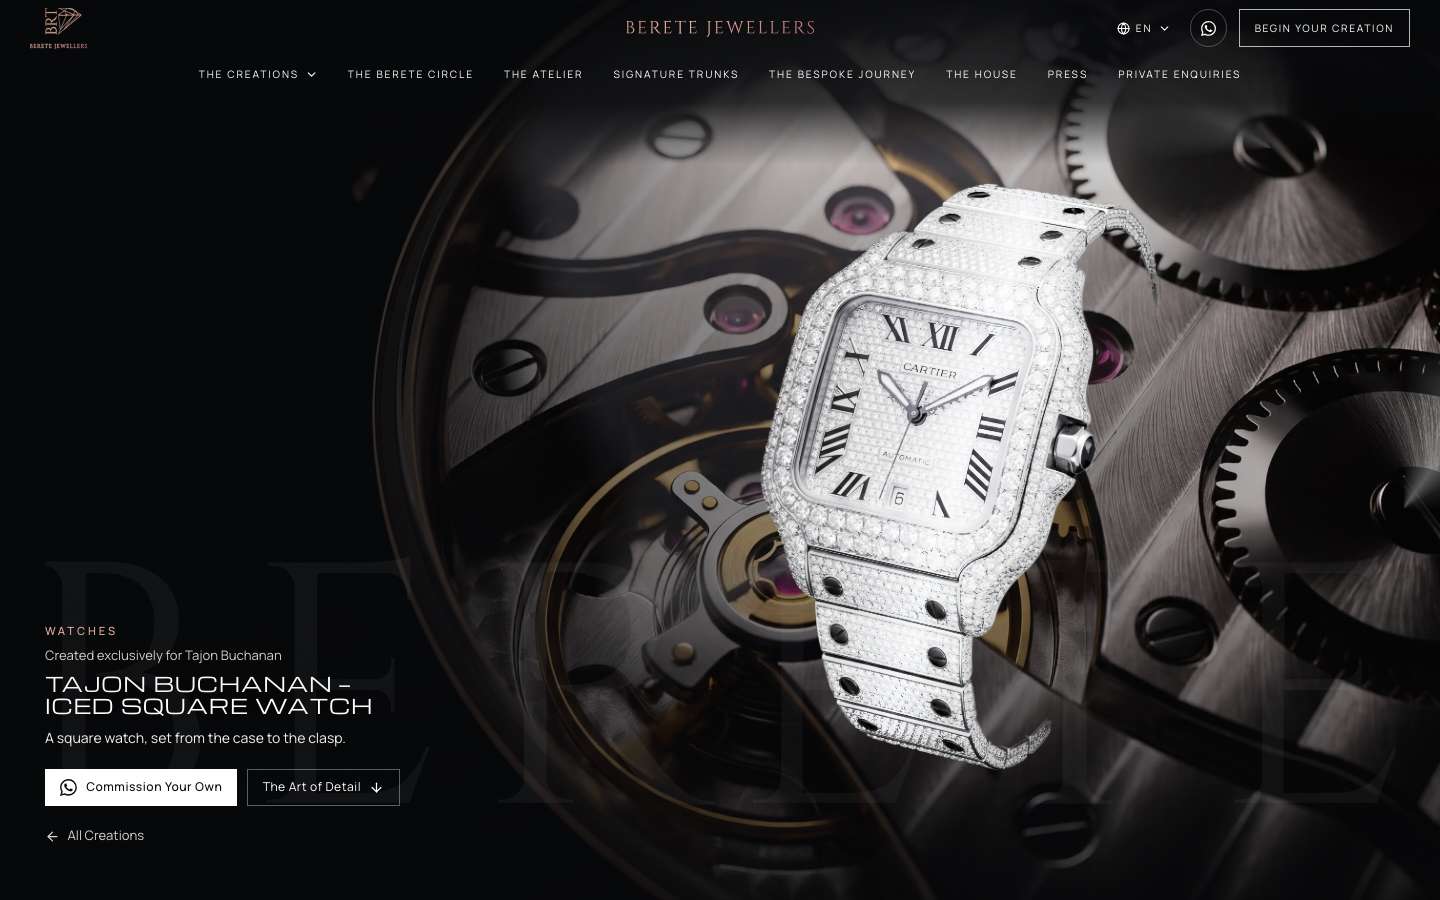 BRT
BERETE JEWELLERS
BERETE JEWELLERS
EN
BEGIN YOUR CREATION
THE CREATIONS
THE BERETE CIRCLE
THE ATELIER
SIGNATURE TRUNKS
THE BESPOKE JOURNEY
THE HOUSE
PRESS
PRIVATE ENQUIRIES
XI XII I
CARTIER
AUTOMATIC
6
BERETE
WATCHES
Created exclusively for Tajon Buchanan
TAJON BUCHANAN –
ICED SQUARE WATCH
A square watch, set from the case to the clasp.
Commission Your Own
The Art of Detail
All Creations